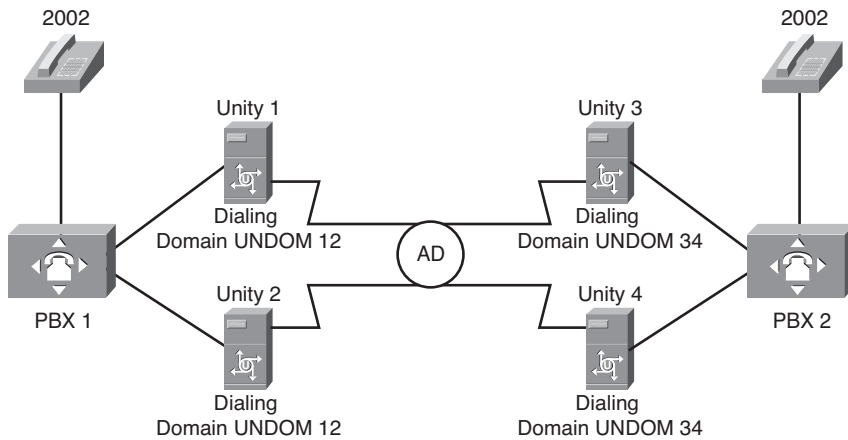 2002
2002
Unity 1
Unity 3
Dialing
Domain UNDOM 12
Dialing
Domain UNDOM 34
AD
PBX 1
Unity 2
Unity 4
PBX 2
Dialing
Domain UNDOM 12
Dialing
Domain UNDOM 34